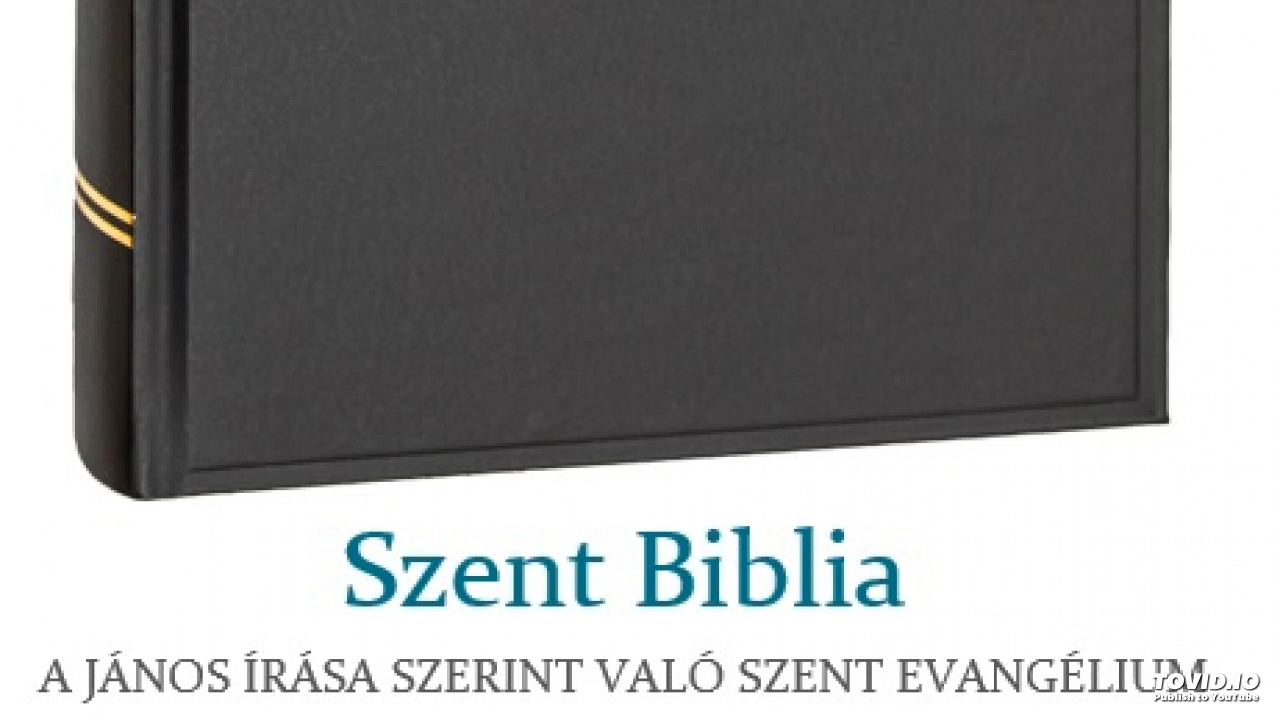 Szent Biblia
A JÁNOS ÍRÁSA SZERINT VALÓ SZENT EVANGÉLIUM
TOVID.IO
Publish to YouTube